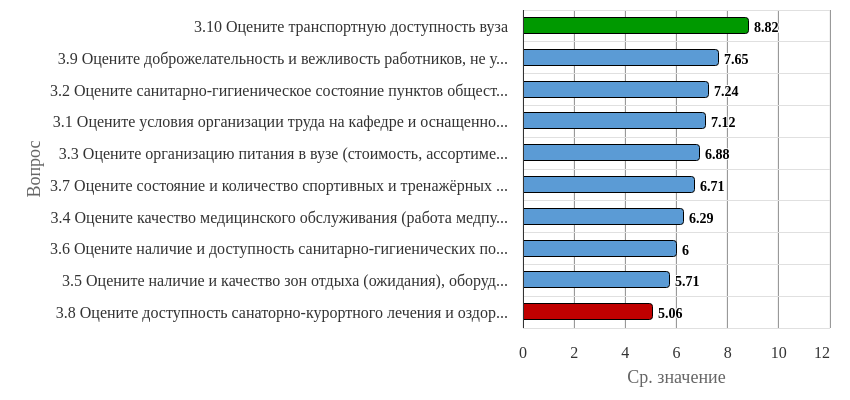 3.10 Оцените транспортную доступность вуза 8.82
3.9 Оцените доброжелательность и вежливость работников, не у... 7.65
3.2 Оцените санитарно-гигиеническое состояние пунктов общест... 7.24
3.1 Оцените условия организации труда на кафедре и оснащенно... 7.12
3.3 Оцените организацию питания в вузе (стоимость, ассортиме... 6.88
3.7 Оцените состояние и количество спортивных и тренажёрных ... 6.71
3.4 Оцените качество медицинского обслуживания (работа медпу... 6.29
3.6 Оцените наличие и доступность санитарно-гигиенических по... 6
3.5 Оцените наличие и качество зон отдыха (ожидания), оборуд... 5.71
3.8 Оцените доступность санаторно-курортного лечения и оздор... 5.06
Вопрос
0 2 4 6 8 10 12
Ср. значение